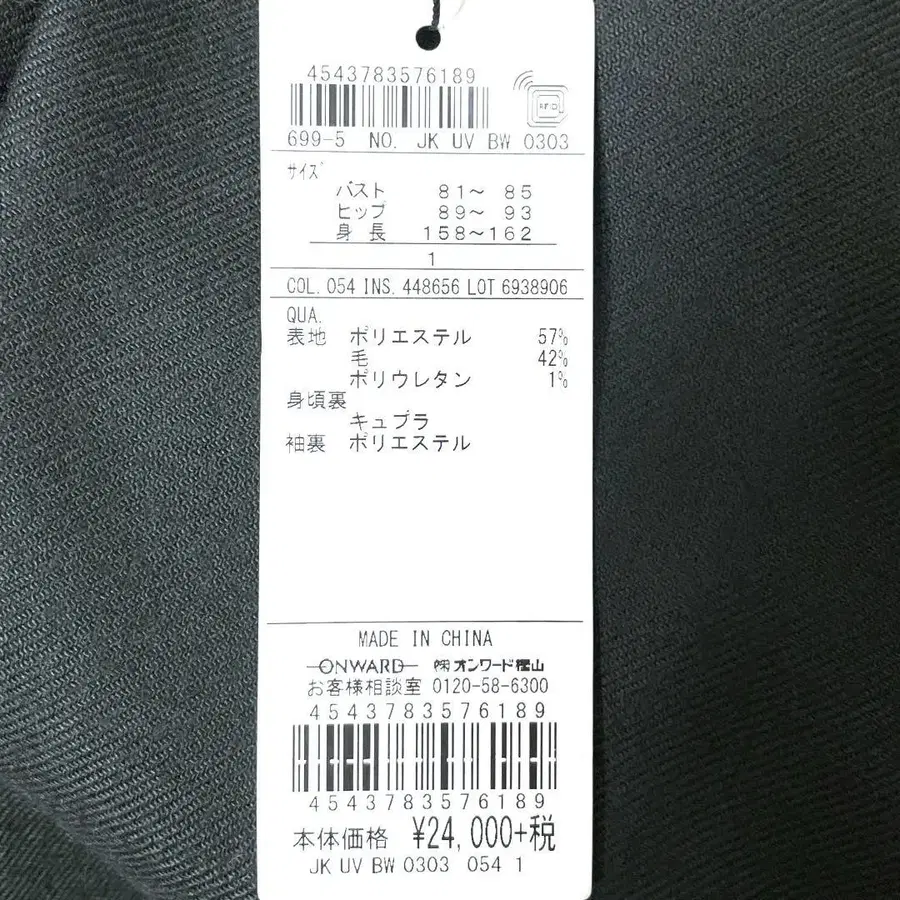 4543783576189
RFID
699-5 NO. JK UV BW 0303
サイズ
バスト 81～ 85
ヒップ 89～ 93
身長 158～162
1
COL. 054 INS. 448656 LOT 6938906
QUA.
表地 ポリエステル 57%
毛 42%
ポリウレタン 1%
身頃裏
キュプラ
袖裏 ポリエステル
MADE IN CHINA
ONWARD ㈱オンワード樫山
お客様相談室 0120-58-6300
4543783576189
4543783576189
本体価格 ¥24,000+税
JK UV BW 0303 054 1